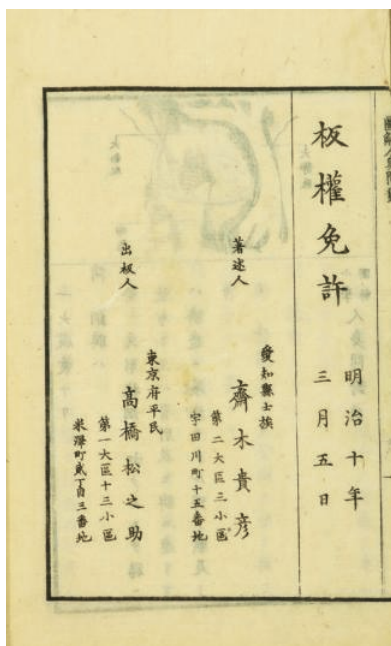 板權免許
明治十年
三月五日
著述人
愛知縣士族
齋木貴彦
第二大區三小區
宇田川町十五番地
出板人
東京府平民
高橋松之助
第一大區十三小區
米澤町貳丁目三番地